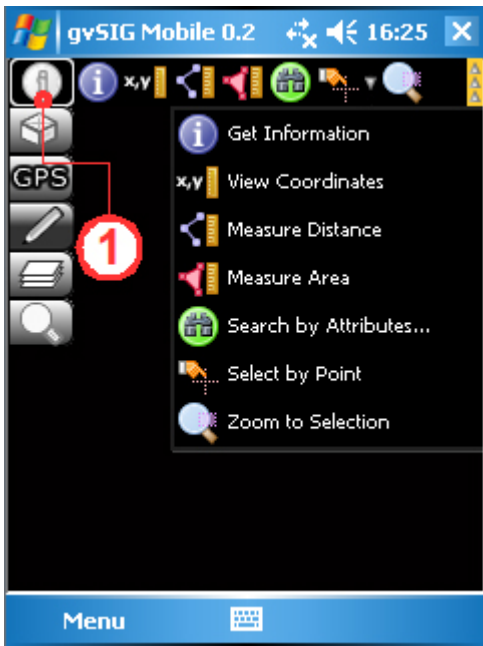 gvSIG Mobile 0.2 16:25
x,y
Get Information
GPS
x,y View Coordinates
1
Measure Distance
Measure Area
Search by Attributes...
Select by Point
Zoom to Selection
Menu